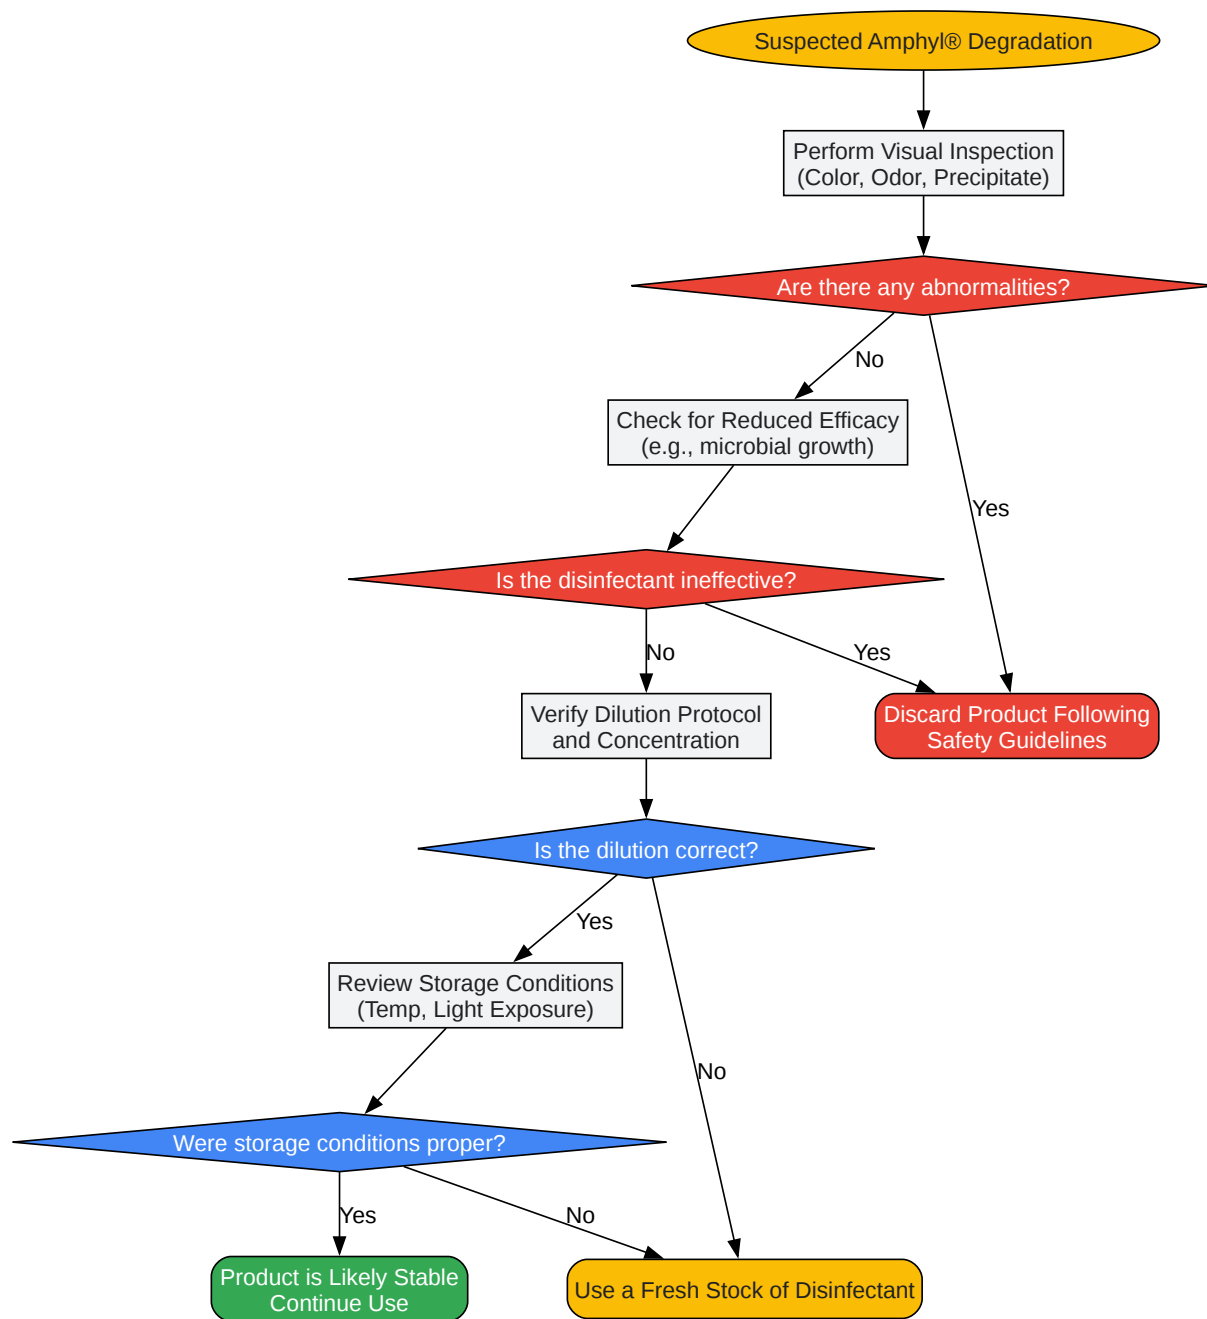 Suspected Amphyl® Degradation
Perform Visual Inspection
(Color, Odor, Precipitate)
Are there any abnormalities?
No
Check for Reduced Efficacy
(e.g., microbial growth)
Yes
Is the disinfectant ineffective?
No
Yes
Verify Dilution Protocol
and Concentration
Discard Product Following
Safety Guidelines
Is the dilution correct?
Yes
Review Storage Conditions
(Temp, Light Exposure)
No
Were storage conditions proper?
Yes
No
Product is Likely Stable
Continue Use
Use a Fresh Stock of Disinfectant